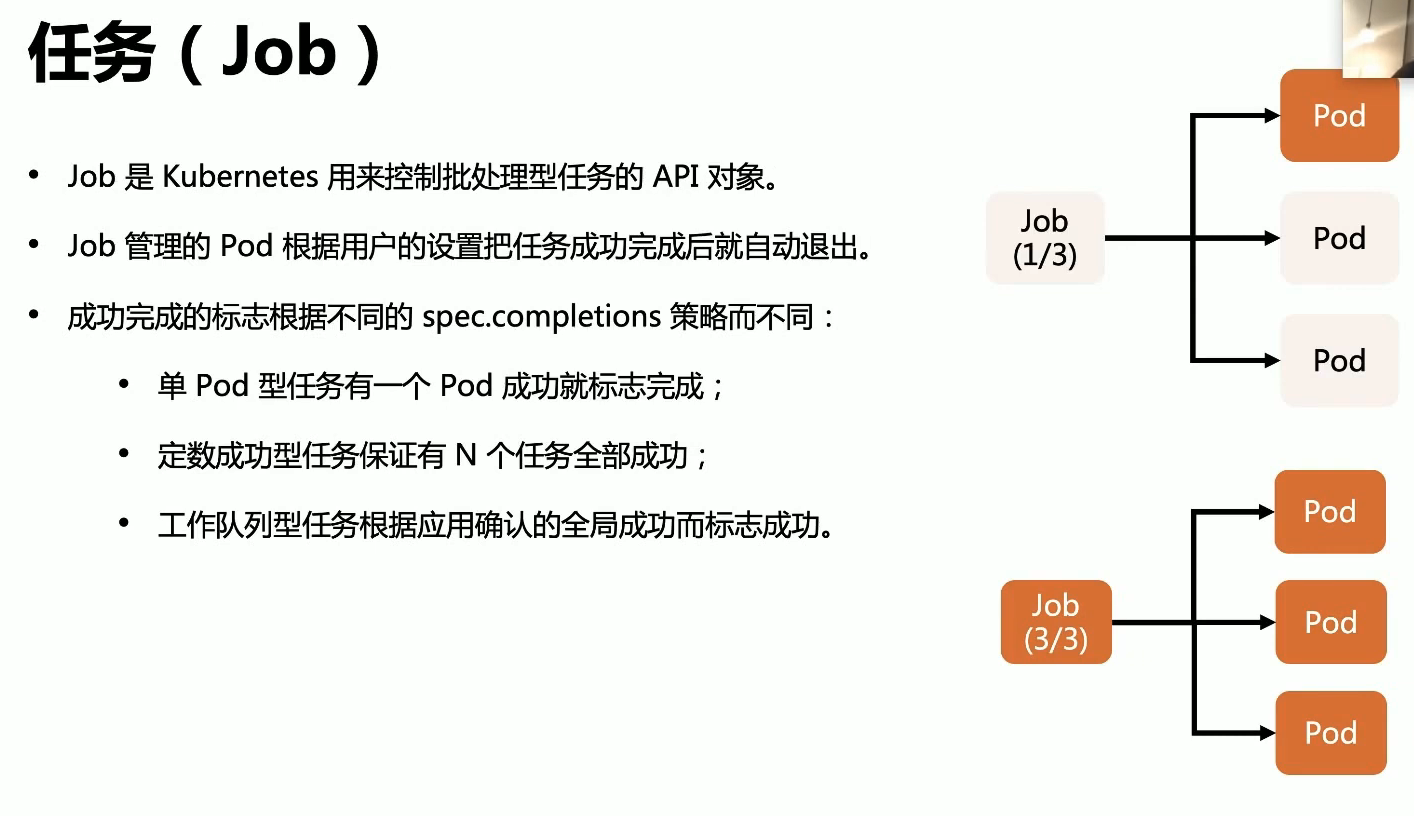 任务（Job）
• Job 是 Kubernetes 用来控制批处理型任务的 API 对象。
• Job 管理的 Pod 根据用户的设置把任务成功完成后就自动退出。
• 成功完成的标志根据不同的 spec.completions 策略而不同：
• 单 Pod 型任务有一个 Pod 成功就标志完成；
• 定数成功型任务保证有 N 个任务全部成功；
• 工作队列型任务根据应用确认的全局成功而标志成功。
Job
(1/3)
Pod
Pod
Pod
Job
(3/3)
Pod
Pod
Pod